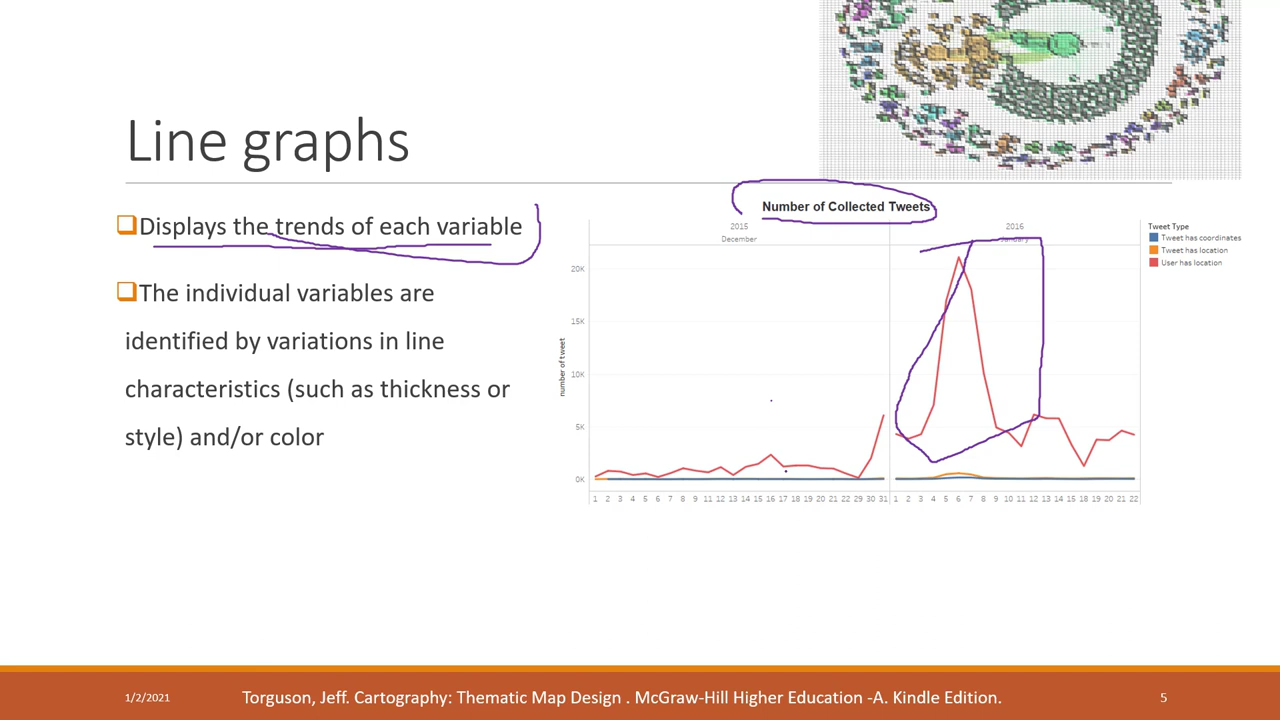 Line graphs
Displays the trends of each variable
The individual variables are
identified by variations in line
characteristics (such as thickness or
style) and/or color
Number of Collected Tweets
2015
2016
December
January
Tweet Type
Tweet has coordinates
Tweet has location
User has location
number of tweet
20K
15K
10K
5K
0K
1 2 3 4 5 6 7 8 9 11 12 13 14 15 16 17 18 19 20 21 22 29 30 31
1 2 3 4 5 6 7 8 9 10 11 12 13 14 15 18 19 20 21 22
1/2/2021
Torguson, Jeff. Cartography: Thematic Map Design . McGraw-Hill Higher Education -A. Kindle Edition.
5